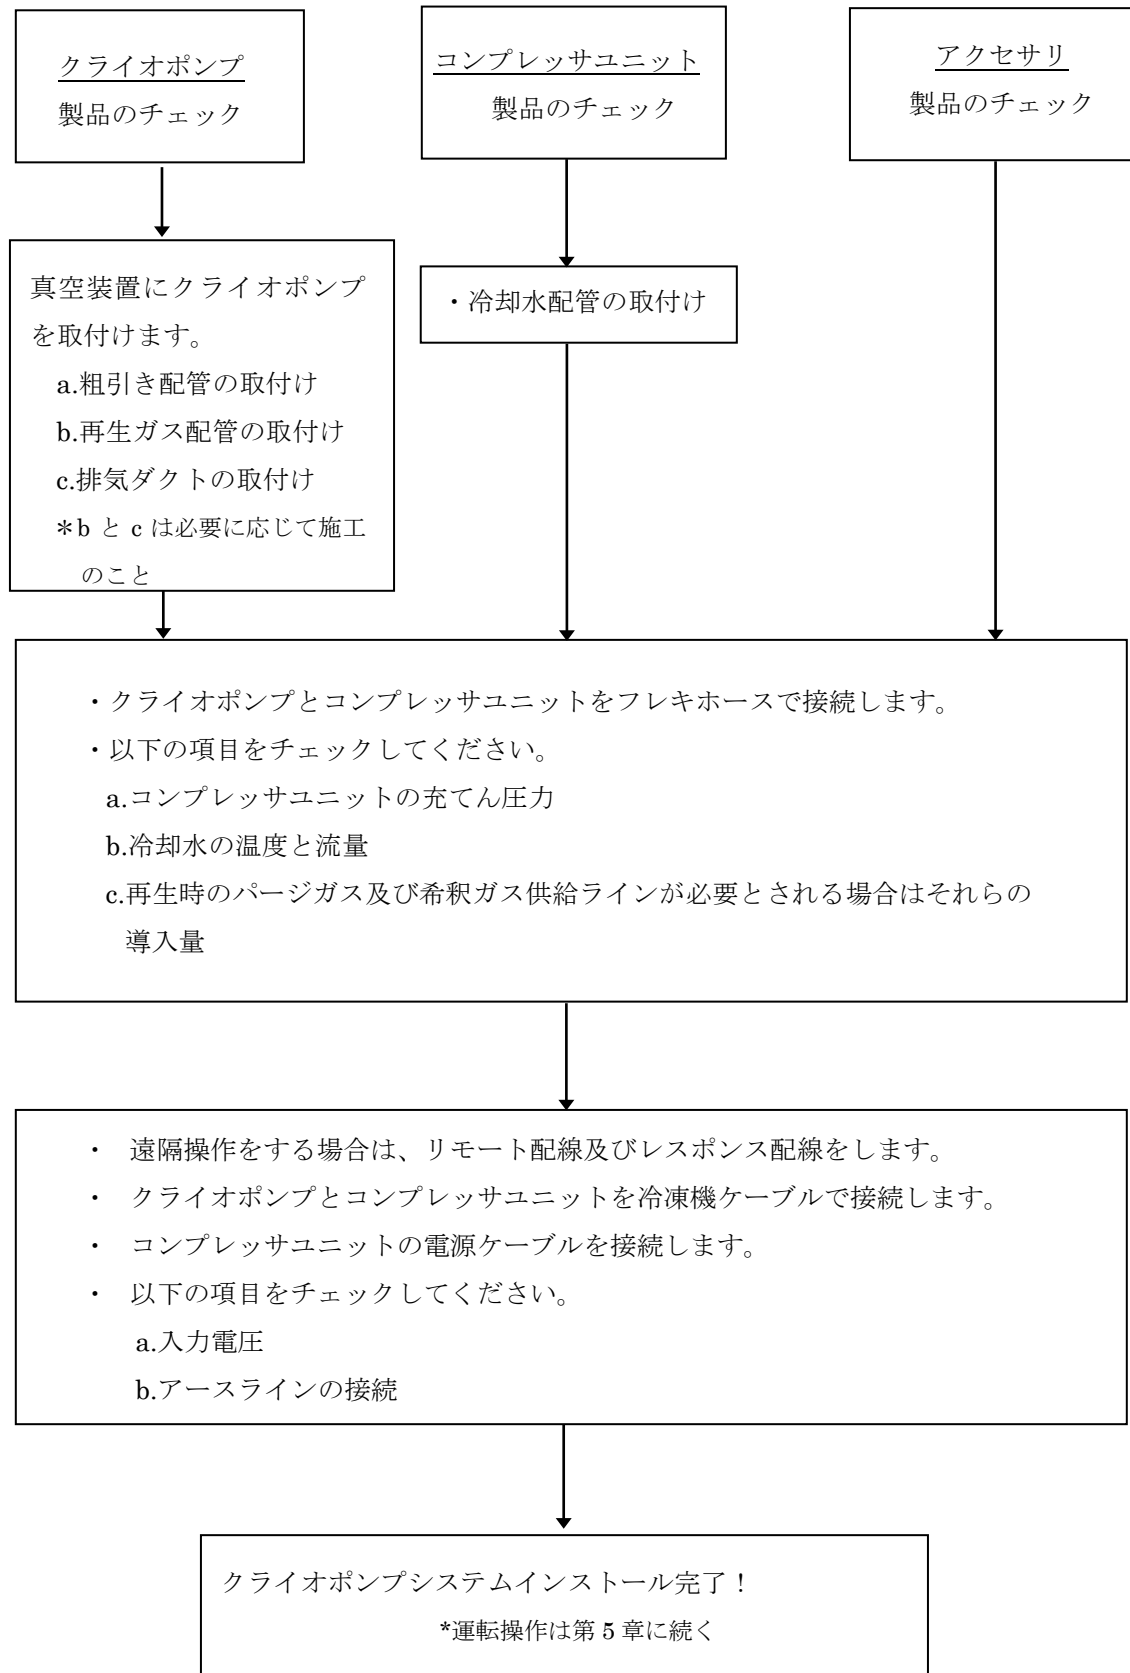 クライオポンプ
製品のチェック
コンプレッサユニット
製品のチェック
アクセサリ
製品のチェック
真空装置にクライオポンプ
を取付けます。
a.粗引き配管の取付け
b.再生ガス配管の取付け
c.排気ダクトの取付け
＊b と c は必要に応じて施工
のこと
・冷却水配管の取付け
・クライオポンプとコンプレッサユニットをフレキホースで接続します。
・以下の項目をチェックしてください。
a.コンプレッサユニットの充てん圧力
b.冷却水の温度と流量
c.再生時のパージガス及び希釈ガス供給ラインが必要とされる場合はそれらの
導入量
・ 遠隔操作をする場合は、リモート配線及びレスポンス配線をします。
・ クライオポンプとコンプレッサユニットを冷凍機ケーブルで接続します。
・ コンプレッサユニットの電源ケーブルを接続します。
・ 以下の項目をチェックしてください。
a.入力電圧
b.アースラインの接続
クライオポンプシステムインストール完了！
*運転操作は第 5 章に続く